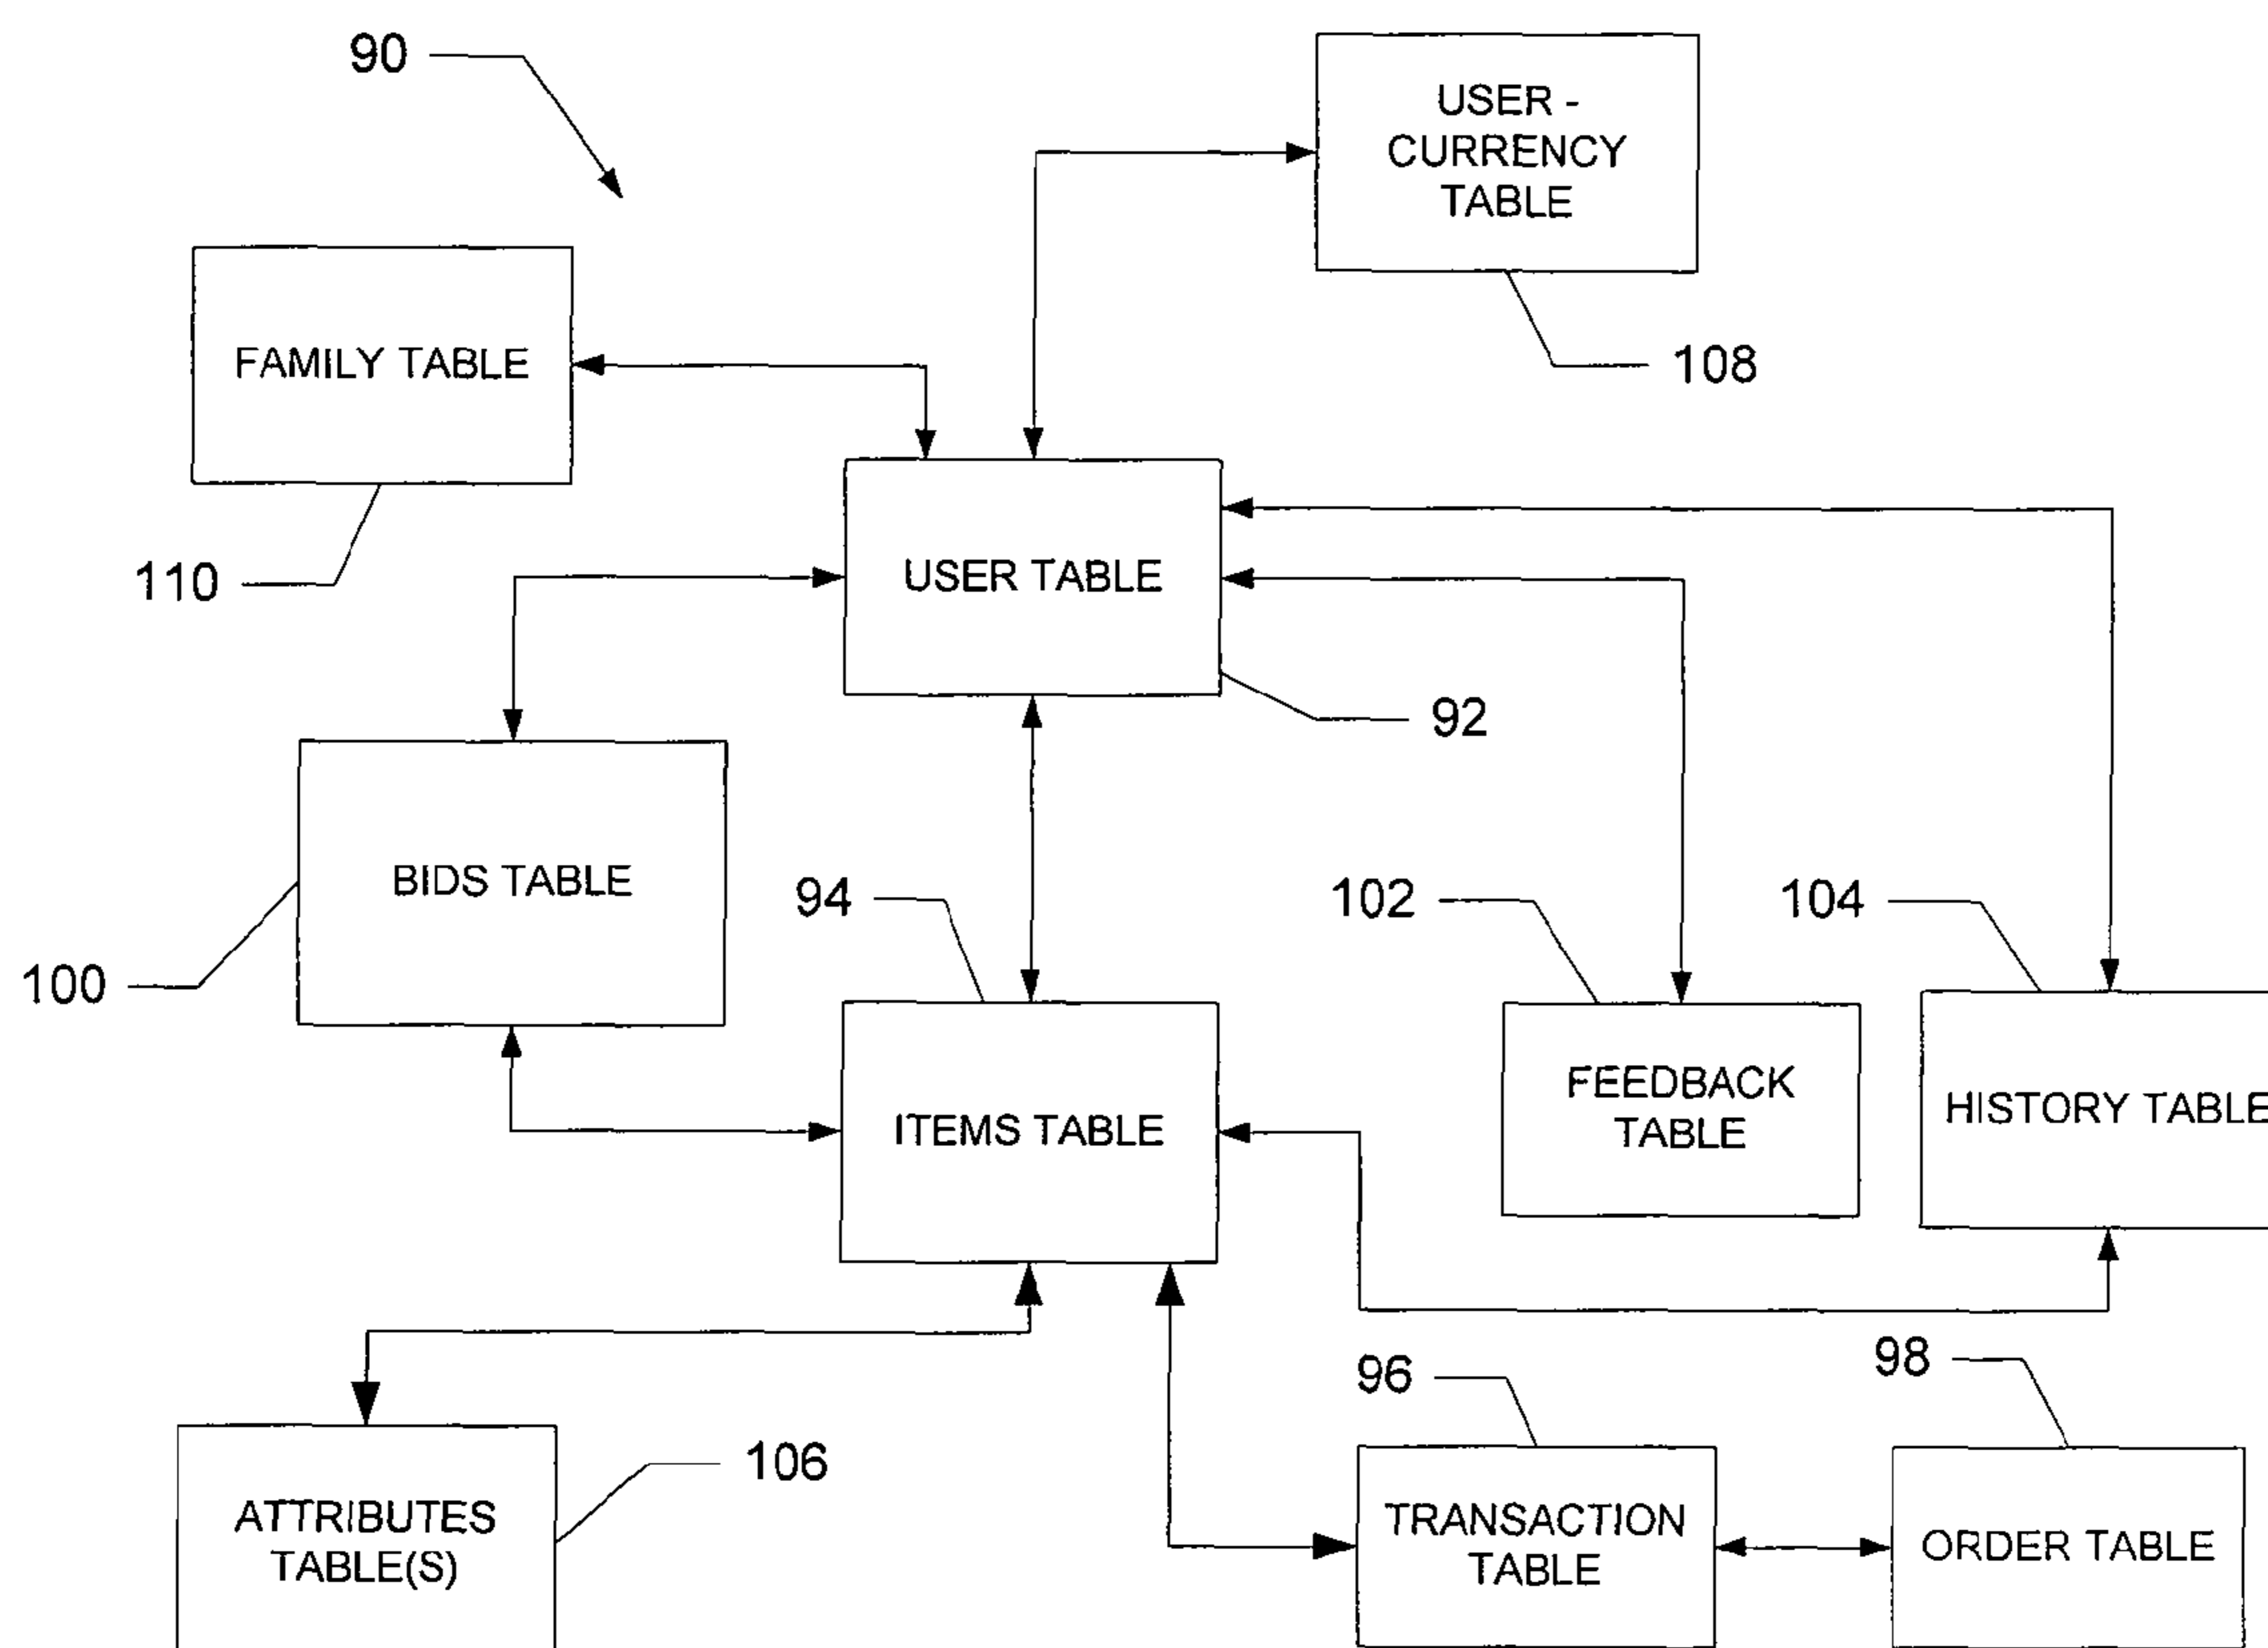 90
USER -
CURRENCY
TABLE
FAMILY TABLE
108
110
USER TABLE
92
BIDS TABLE
94
102
104
100
ITEMS TABLE
FEEDBACK
TABLE
HISTORY TABLE
96
98
106
ATTRIBUTES
TABLE(S)
TRANSACTION
TABLE
ORDER TABLE